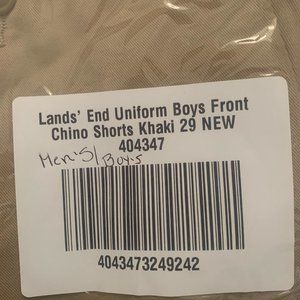 Lands' End Uniform Boys Front
Chino Shorts Khaki 29 NEW
404347
Men's/Boys
4043473249242